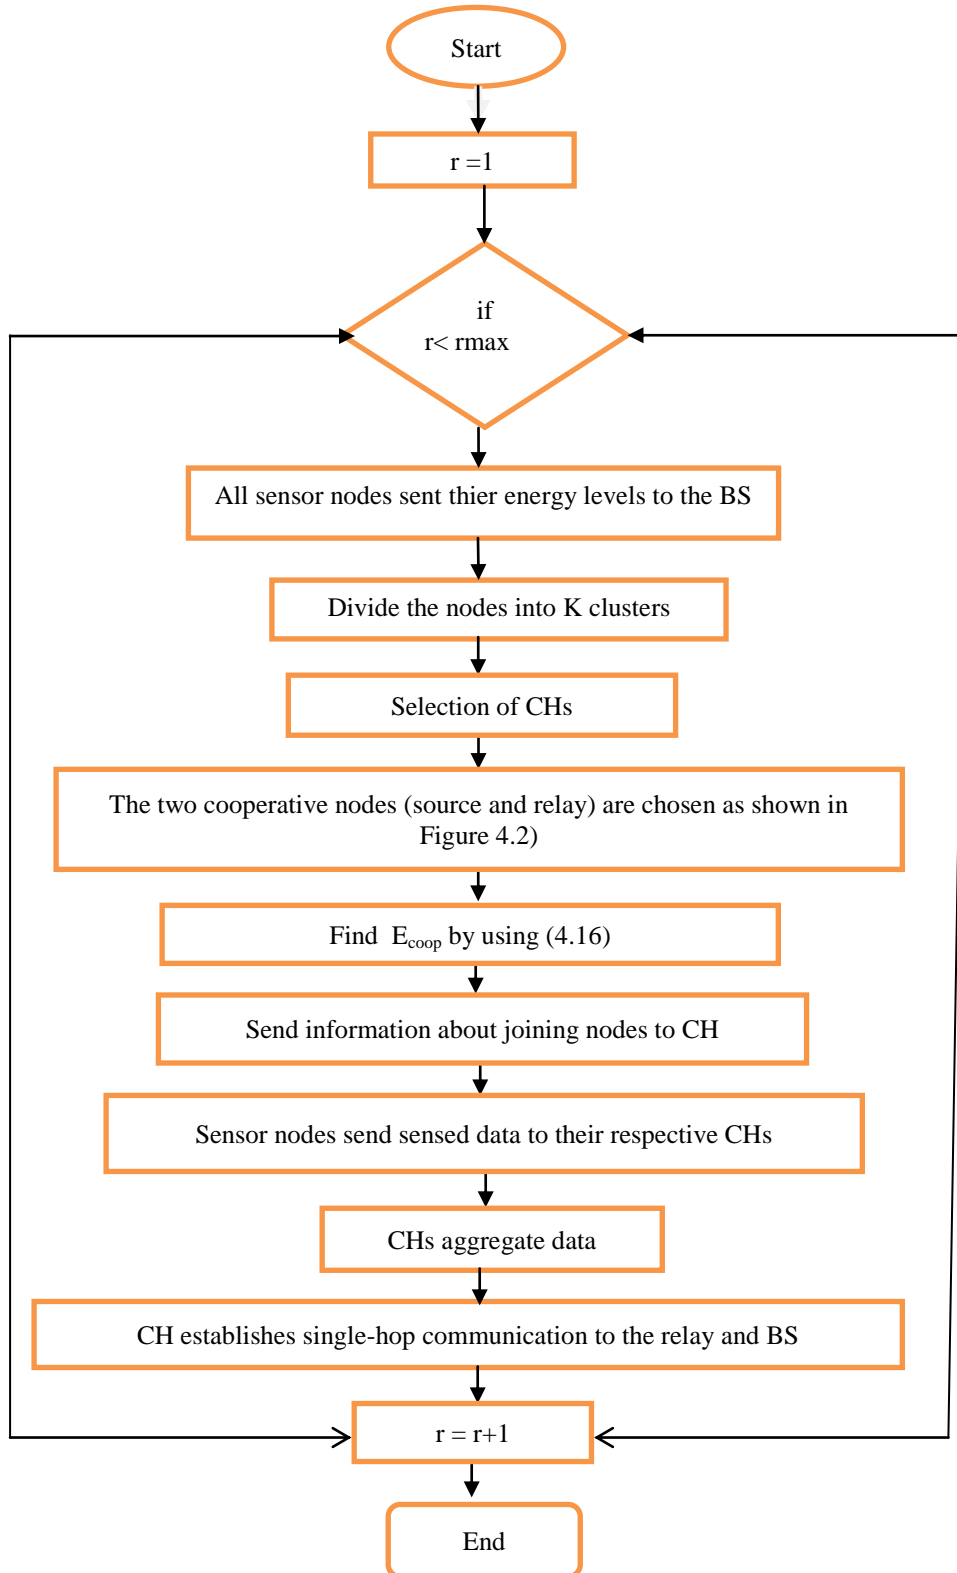 Start
r =1
if
r< rmax
All sensor nodes sent thier energy levels to the BS
Divide the nodes into K clusters
Selection of CHs
The two cooperative nodes (source and relay) are chosen as shown in
Figure 4.2)
Find E_coop by using (4.16)
Send information about joining nodes to CH
Sensor nodes send sensed data to their respective CHs
CHs aggregate data
CH establishes single-hop communication to the relay and BS
r = r+1
End